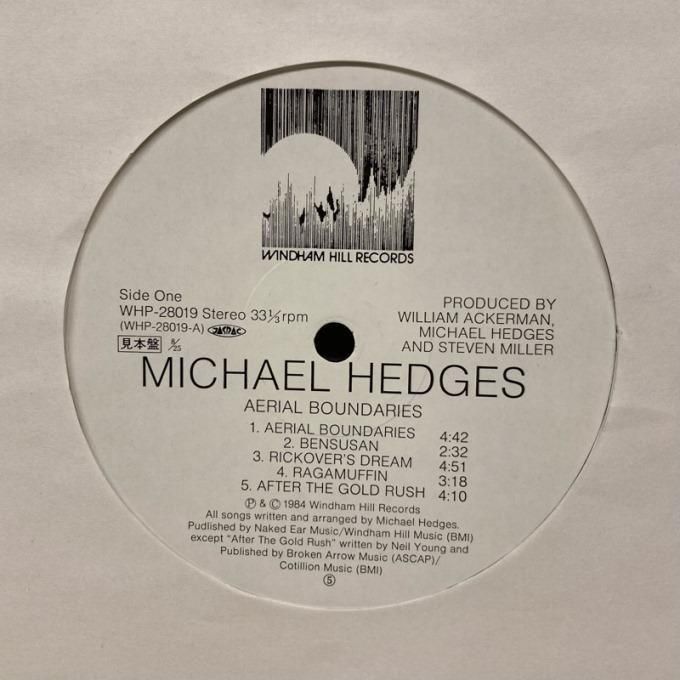 WINDHAM HILL RECORDS
Side One
WHP-28019 Stereo 33⅓rpm
(WHP-28019-A) JASRAC
見本盤 8/25
PRODUCED BY
WILLIAM ACKERMAN,
MICHAEL HEDGES
AND STEVEN MILLER
MICHAEL HEDGES
AERIAL BOUNDARIES
1. AERIAL BOUNDARIES 4:42
2. BENSUSAN 2:32
3. RICKOVER'S DREAM 4:51
4. RAGAMUFFIN 3:18
5. AFTER THE GOLD RUSH 4:10
℗ & © 1984 Windham Hill Records
All songs written and arranged by Michael Hedges.
Pudlished by Naked Ear Music/Windham Hill Music (BMI)
except "After The Gold Rush" written by Neil Young and
Published by Broken Arrow Music (ASCAP)/
Cotillion Music (BMI)
⑤